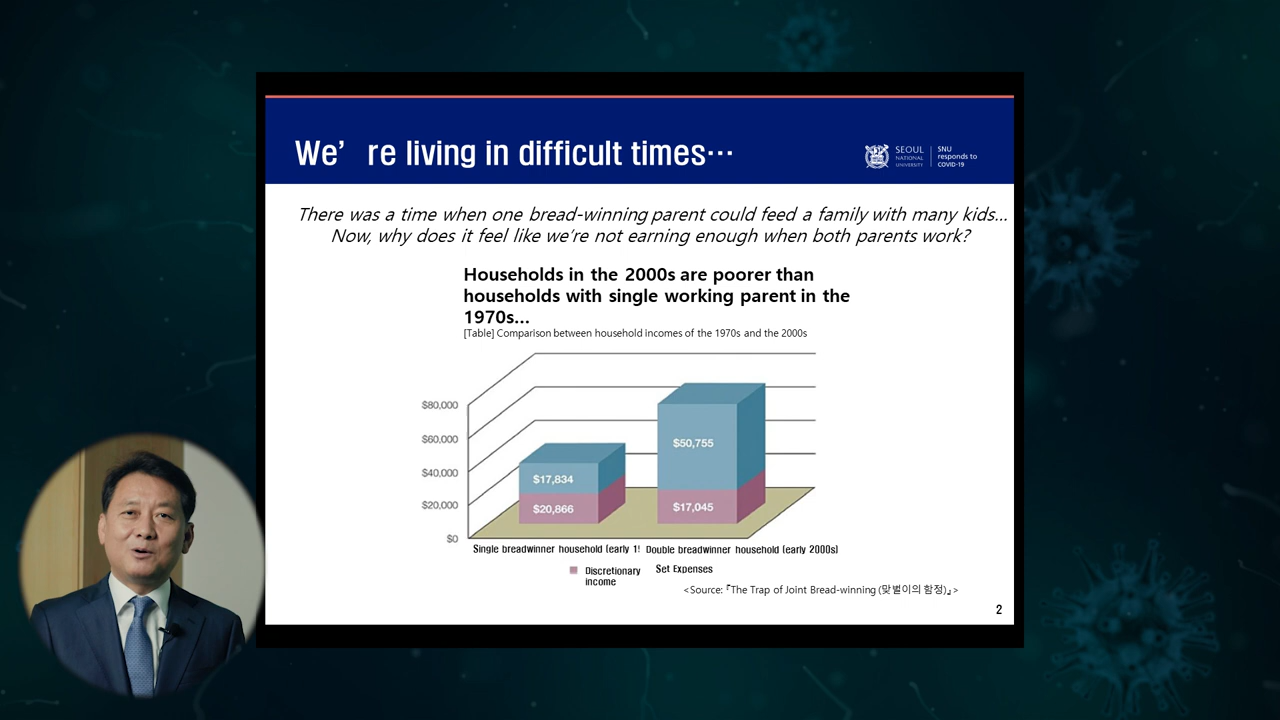 We're living in difficult times···
SEOUL
NATIONAL
UNIVERSITY
SNU
responds to
COVID-19
There was a time when one bread-winning parent could feed a family with many kids...
Now, why does it feel like we're not earning enough when both parents work?
Households in the 2000s are poorer than
households with single working parent in the
1970s...
[Table] Comparison between household incomes of the 1970s and the 2000s
$80,000
$60,000
$40,000
$20,000
$0
$17,834
$20,866
$50,755
$17,045
Single breadwinner household (early 1! Double breadwinner household (early 2000s)
Discretionary
income
Set Expenses
<Source: 『The Trap of Joint Bread-winning (맞벌이의 함정)』>
2